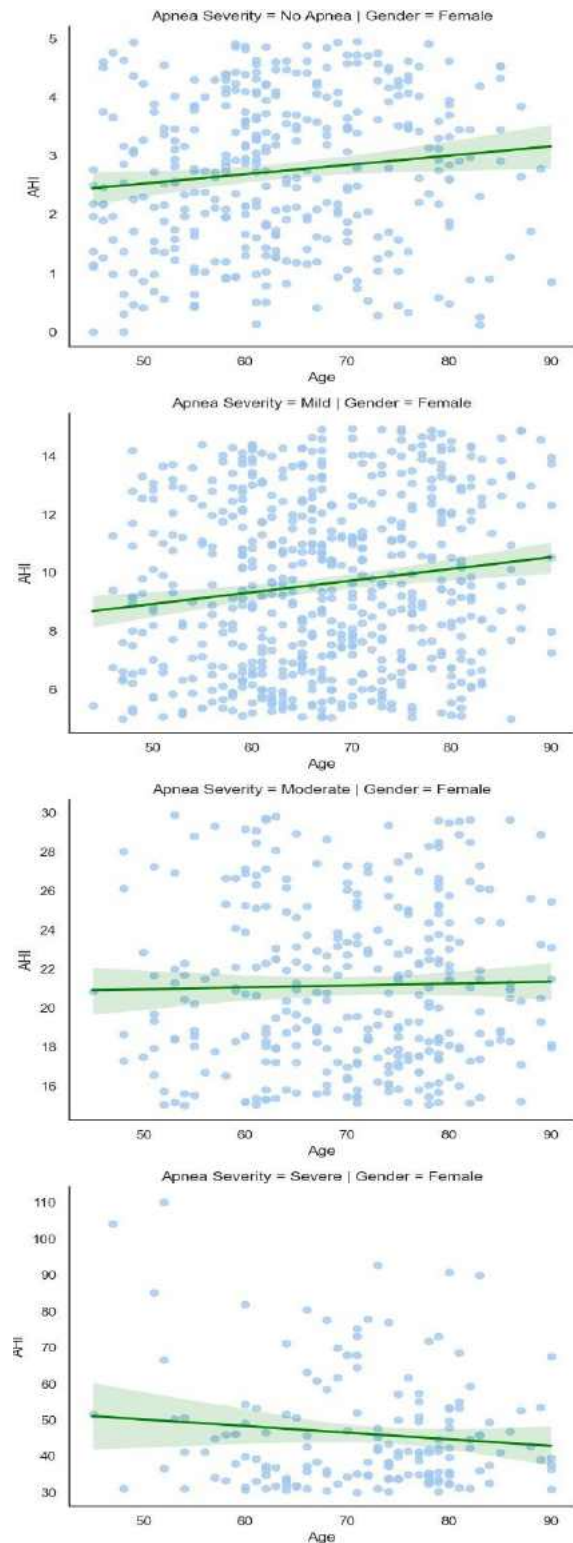 Apnea Severity = No Apnea | Gender = Female
5
4
3
2
1
0
AHI
50 60 70 80 90
Age
Apnea Severity = Mild | Gender = Female
14
12
10
8
6
AHI
50 60 70 80 90
Age
Apnea Severity = Moderate | Gender = Female
30
28
26
24
22
20
18
16
AHI
50 60 70 80 90
Age
Apnea Severity = Severe | Gender = Female
110
100
90
80
70
60
50
40
30
AHI
50 60 70 80 90
Age